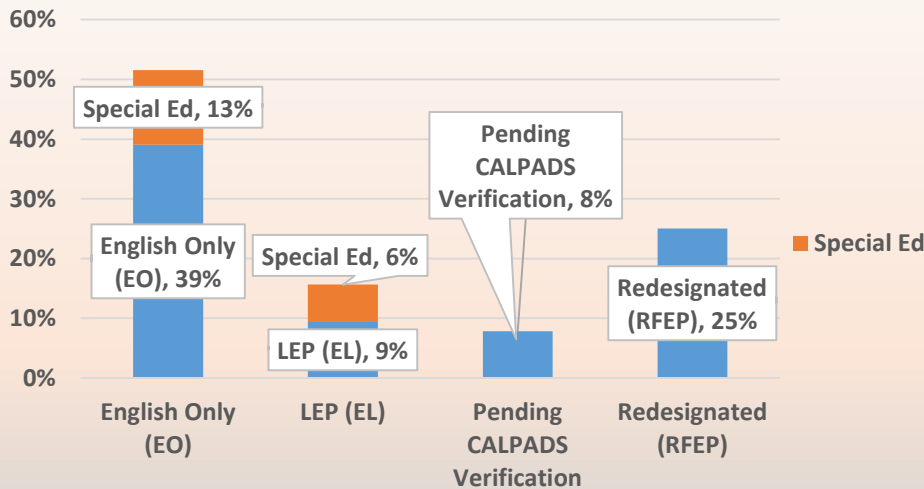 60%
50%
40%
30%
20%
10%
0%
Special Ed, 13%
English Only
(EO), 39%
Special Ed, 6%
LEP (EL), 9%
Pending
CALPADS
Verification, 8%
Redesignated
(RFEP), 25%
Special Ed
English Only
(EO)
LEP (EL)
Pending
CALPADS
Verification
Redesignated
(RFEP)